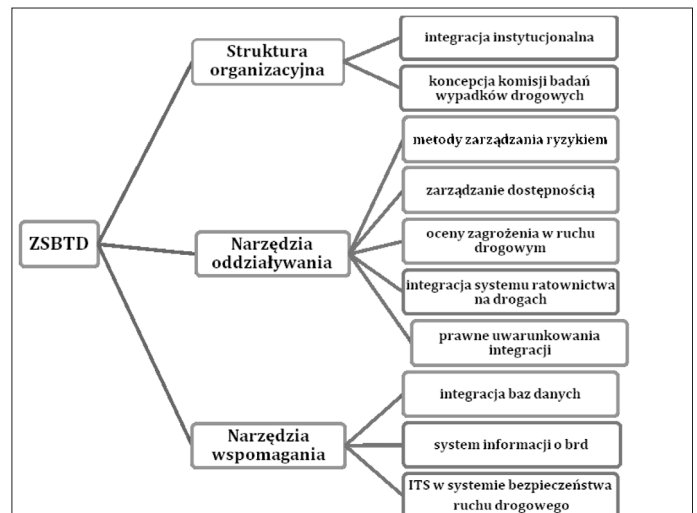 ZSBTD
Struktura
organizacyjna
integracja instytucjonalna
koncepcja komisji badań
wypadków drogowych
Narzędzia
oddziaływania
metody zarządzania ryzykiem
zarządzanie dostępnością
oceny zagrożenia w ruchu
drogowym
integracja systemu ratownictwa
na drogach
prawne uwarunkowania
integracji
Narzędzia
wspomagania
integracja baz danych
system informacji o brd
ITS w systemie bezpieczeństwa
ruchu drogowego